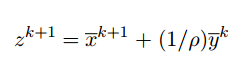 $z^{k+1} = \overline{x}^{k+1} + (1/\rho)\overline{y}^{k}$